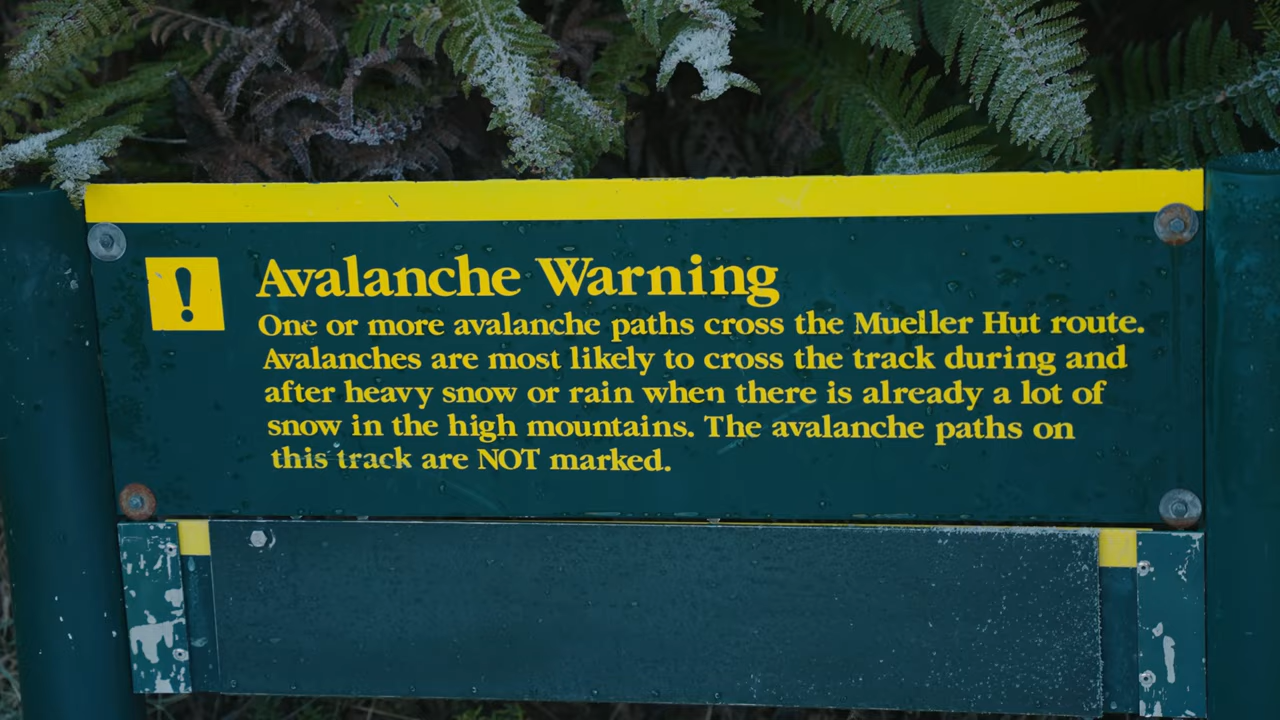 !
Avalanche Warning
One or more avalanche paths cross the Mueller Hut route.
Avalanches are most likely to cross the track during and
after heavy snow or rain when there is already a lot of
snow in the high mountains. The avalanche paths on
this track are NOT marked.